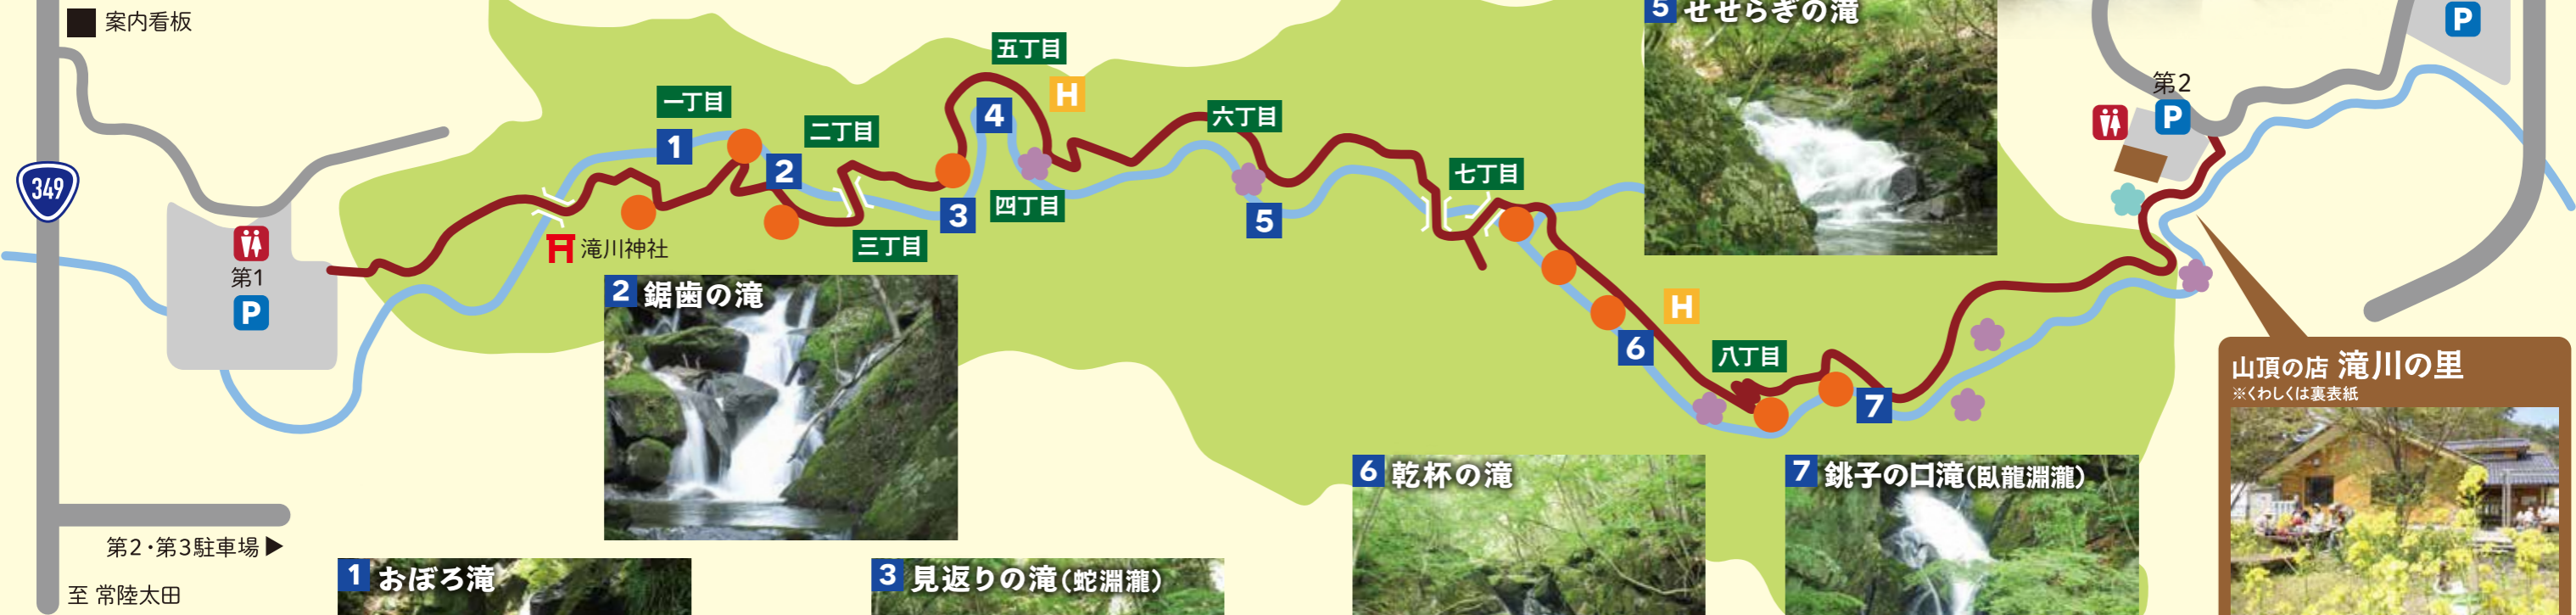 案内看板
349
第1
P
第2・第3駐車場▶
至 常陸太田
滝川神社
一丁目
1
2
二丁目
三丁目
3
4
四丁目
五丁目
H
六丁目
5
七丁目
6
H
八丁目
7
第2
P
P
5 せせらぎの滝
2 鋸歯の滝
1 おぼろ滝
3 見返りの滝(蛇淵瀧)
6 乾杯の滝
7 銚子の口滝(臥龍淵瀧)
山頂の店 滝川の里
※くわしくは裏表紙